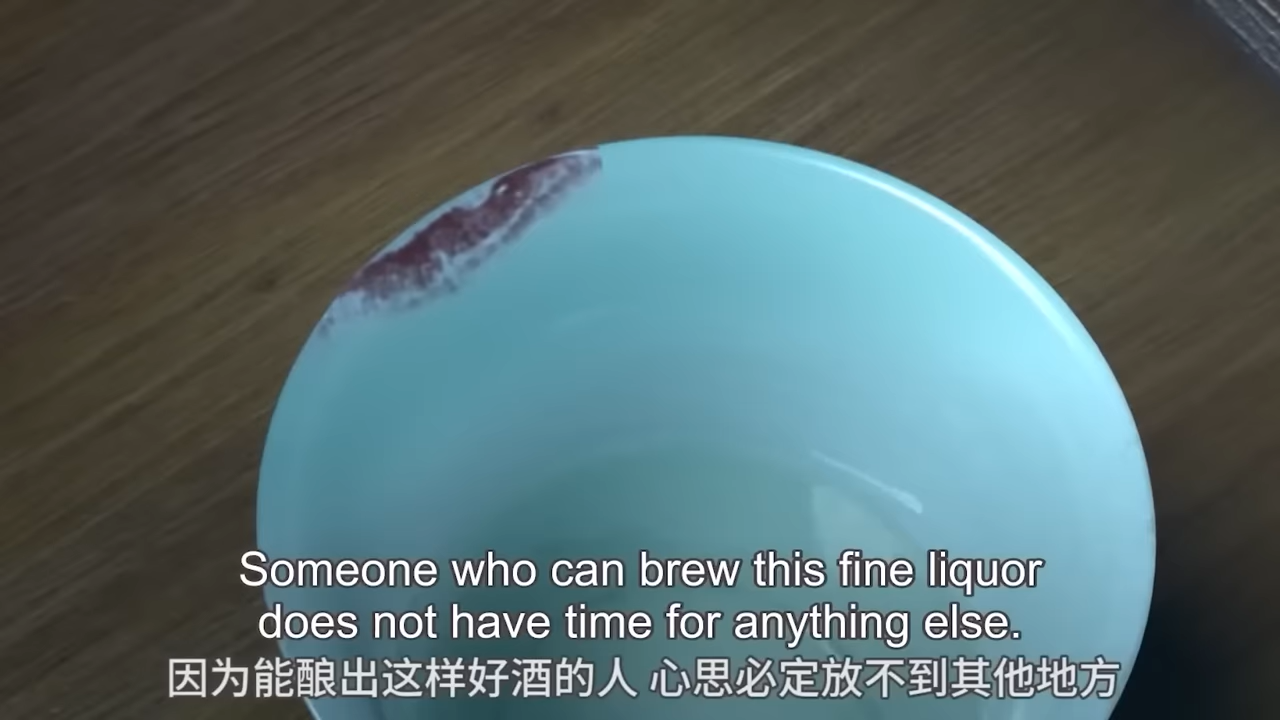 Someone who can brew this fine liquor
does not have time for anything else.
因为能酿出这样好酒的人 心思必定放不到其他地方